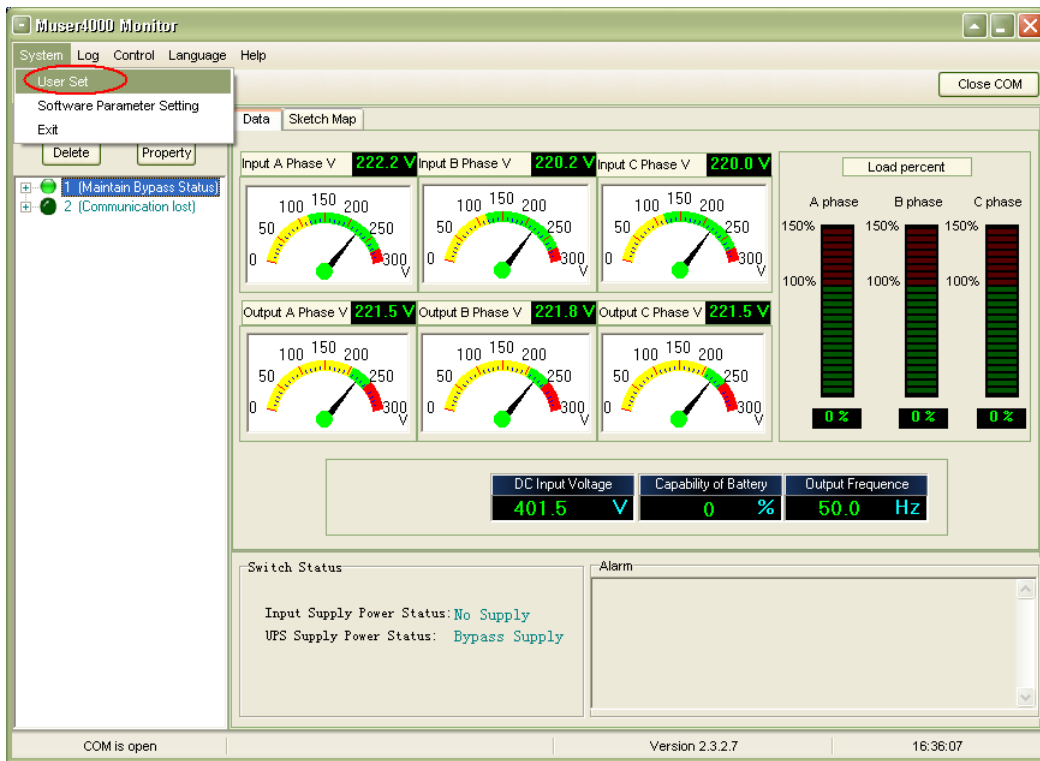 Muser4000 Monitor
System Log Control Language Help
User Set
Software Parameter Setting
Exit
Close COM
Delete Property
1 (Maintain Bypass Status)
2 (Communication lost)
Data Sketch Map
Input A Phase V 222.2 V Input B Phase V 220.2 V Input C Phase V 220.0 V
0 50 100 150 200 250 300 V
0 50 100 150 200 250 300 V
0 50 100 150 200 250 300 V
Output A Phase V 221.5 V Output B Phase V 221.8 V Output C Phase V 221.5 V
0 50 100 150 200 250 300 V
0 50 100 150 200 250 300 V
0 50 100 150 200 250 300 V
Load percent
A phase B phase C phase
150% 150% 150%
100% 100% 100%
0 % 0 % 0 %
DC Input Voltage Capability of Battery Output Frequence
401.5 V 0 % 50.0 Hz
Switch Status
Input Supply Power Status: No Supply
UPS Supply Power Status: Bypass Supply
Alarm
COM is open Version 2.3.2.7 16:36:07